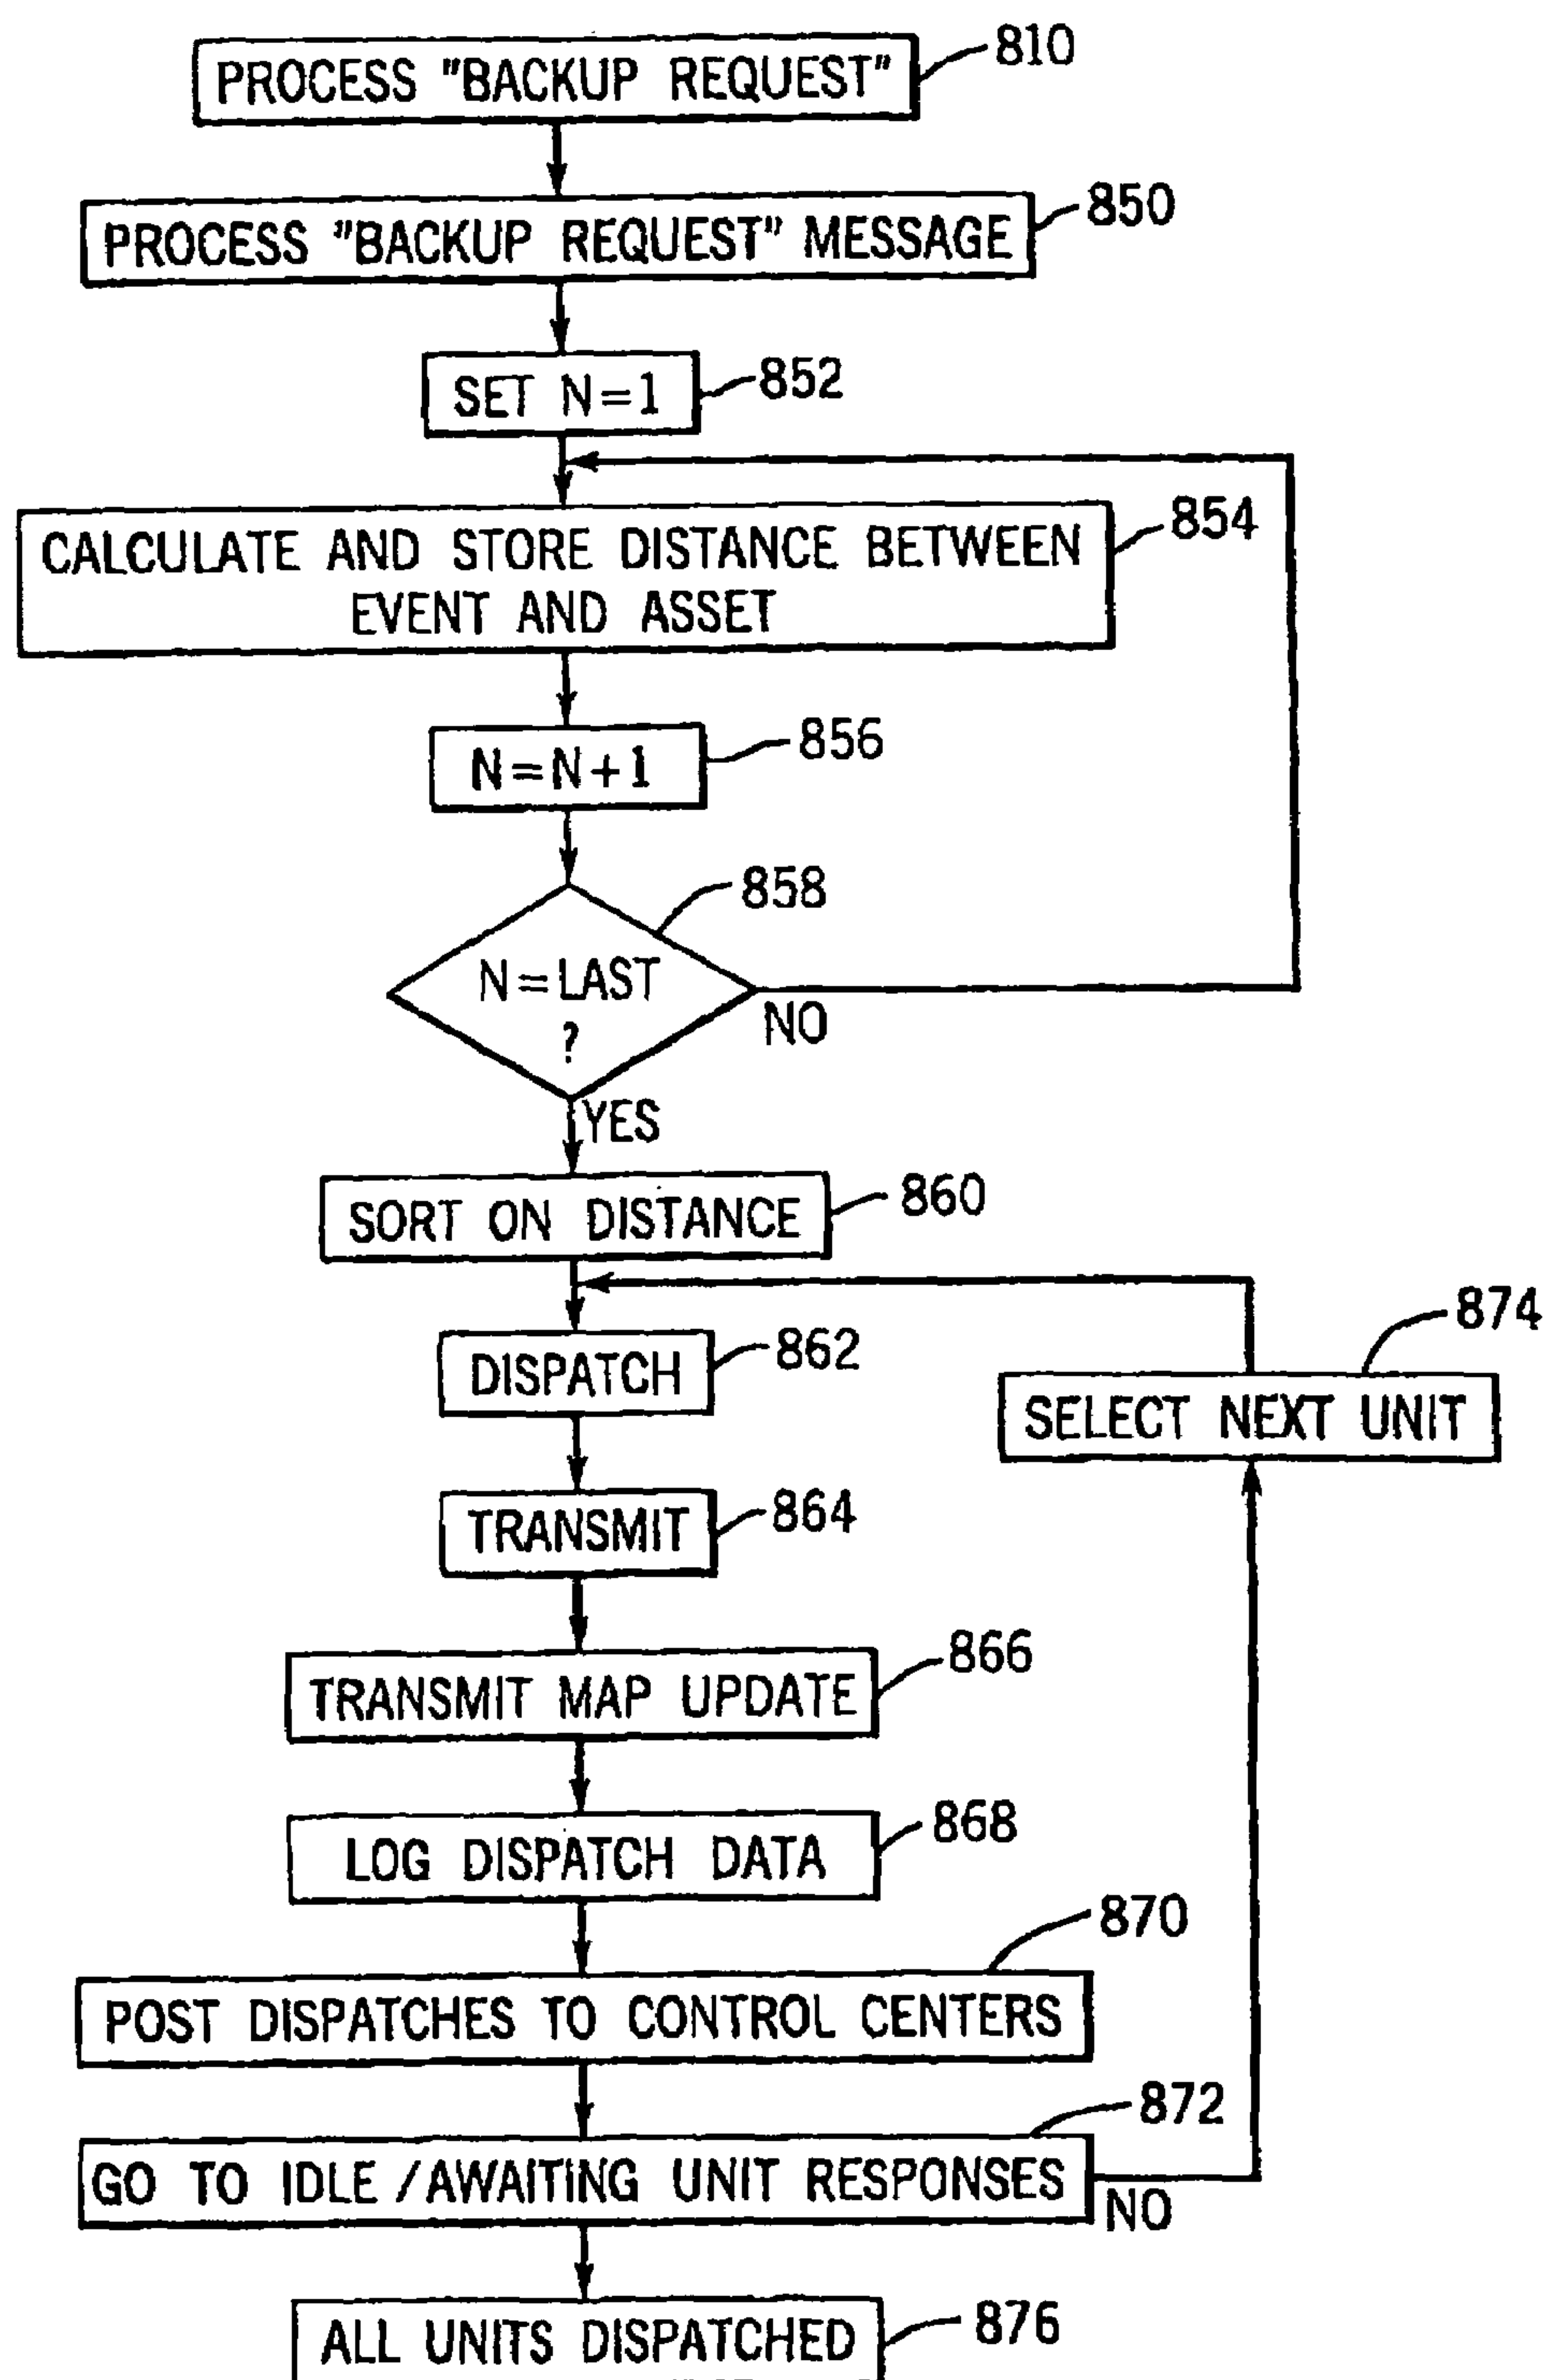 PROCESS "BACKUP REQUEST"
810
PROCESS "BACKUP REQUEST" MESSAGE
850
SET N=1
852
CALCULATE AND STORE DISTANCE BETWEEN
EVENT AND ASSET
854
N=N+1
856
858
N=LAST
?
NO
YES
SORT ON DISTANCE
860
DISPATCH
862
874
SELECT NEXT UNIT
TRANSMIT
864
TRANSMIT MAP UPDATE
866
LOG DISPATCH DATA
868
870
POST DISPATCHES TO CONTROL CENTERS
872
GO TO IDLE/AWAITING UNIT RESPONSES
NO
ALL UNITS DISPATCHED
876